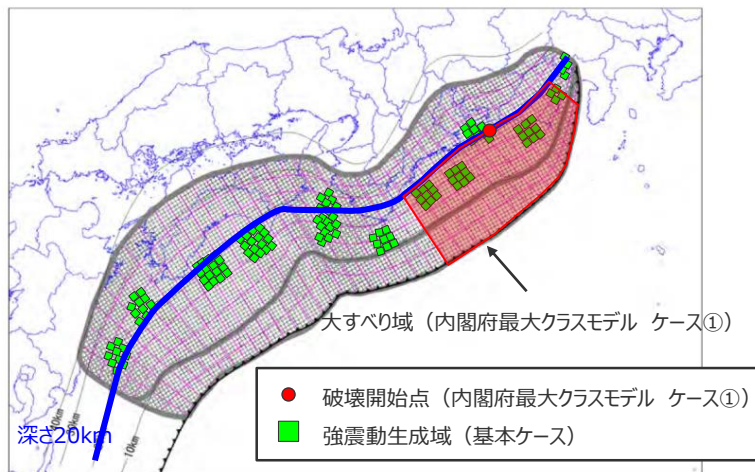 大すべり域（内閣府最大クラスモデル ケース①）
破壊開始点（内閣府最大クラスモデル ケース①）
強震動生成域（基本ケース）
深さ20km
40km
10km